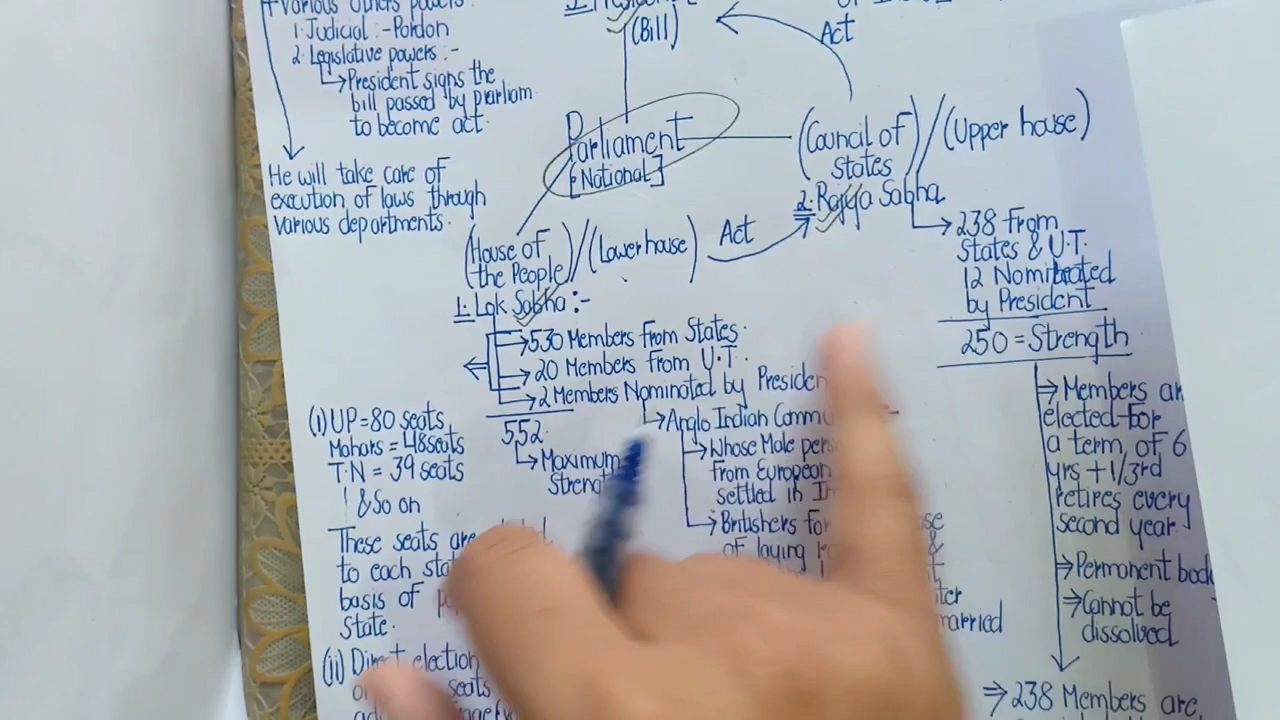 Various others powers:
1. Judicial :- Pardon
2. Legislative powers :-
President signs the
bill passed by prarliam
to become act.
He will take care of
execution of laws through
various departments.
(Bill)
Act
Parliament
[National]
(Council of
States) / (Upper house)
2. Rajya Sabha
238 From
States & U.T.
12 Nominated
by President
250 = Strength
Members are
elected for
a term of 6
yrs + 1/3rd
retires every
second year
Permanent body
Cannot be
dissolved
238 Members are
(House of
the People) / (Lower house)
Act
1. Lok Sabha :-
530 Members from States.
20 Members from U.T.
2 Members Nominated by President
552.
Maximum
Strength
Anglo Indian Commu
Whose Male pers
from European
settled in In
Britishers for
of laying
married
(i) UP = 80 seats
Mahars = 48 seats
T.N = 39 seats
& So on
These seats are
to each sta
basis of
State.
(ii) Direct election
seats